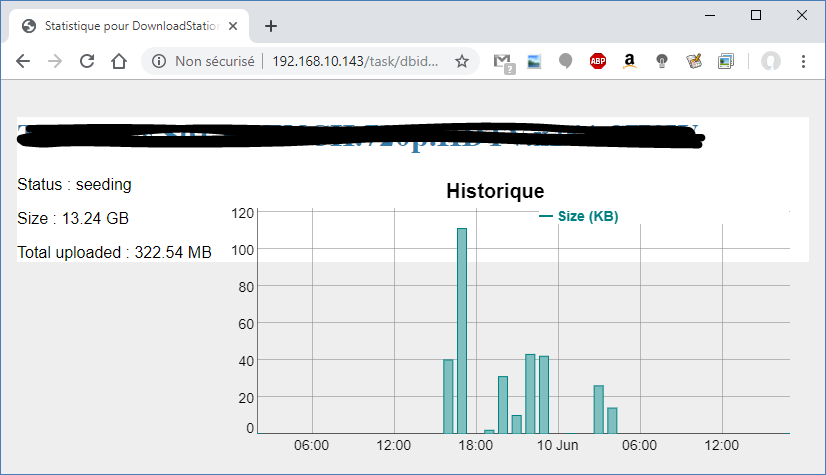 Statistique pour DownloadStation
Non sécurisé
192.168.10.143/task/dbid...
ABP
Status : seeding
Size : 13.24 GB
Total uploaded : 322.54 MB
Historique
Size (KB)
120
100
80
60
40
20
0
06:00 12:00 18:00 10 Jun 06:00 12:00